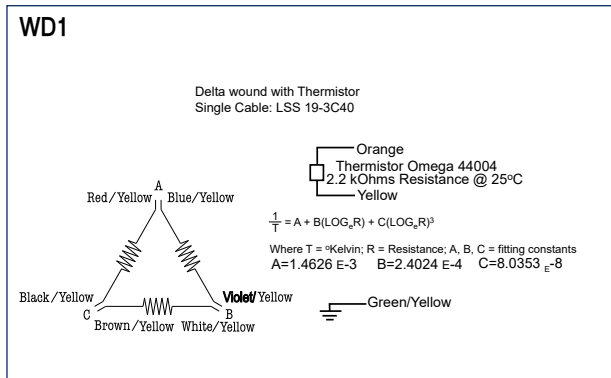 WD1
Delta wound with Thermistor
Single Cable: LSS 19-3C40
Orange
Thermistor Omega 44004
2.2 kOhms Resistance @ 25°C
Yellow
A
Red/Yellow Blue/Yellow
1/T = A + B(LOGₑR) + C(LOGₑR)³
Where T = ºKelvin; R = Resistance; A, B, C = fitting constants
A=1.4626 E-3 B=2.4024 E-4 C=8.0353 E-8
Black/Yellow Violet/Yellow
C B
Brown/Yellow White/Yellow
Green/Yellow